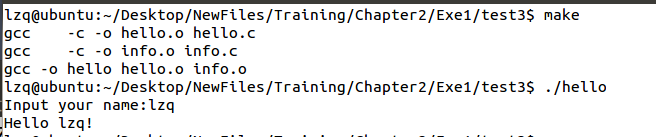 lzq@ubuntu:~/Desktop/NewFiles/Training/Chapter2/Exe1/test3$ make
gcc    -c -o hello.o hello.c
gcc    -c -o info.o info.c
gcc -o hello hello.o info.o
lzq@ubuntu:~/Desktop/NewFiles/Training/Chapter2/Exe1/test3$ ./hello
Input your name:lzq
Hello lzq!